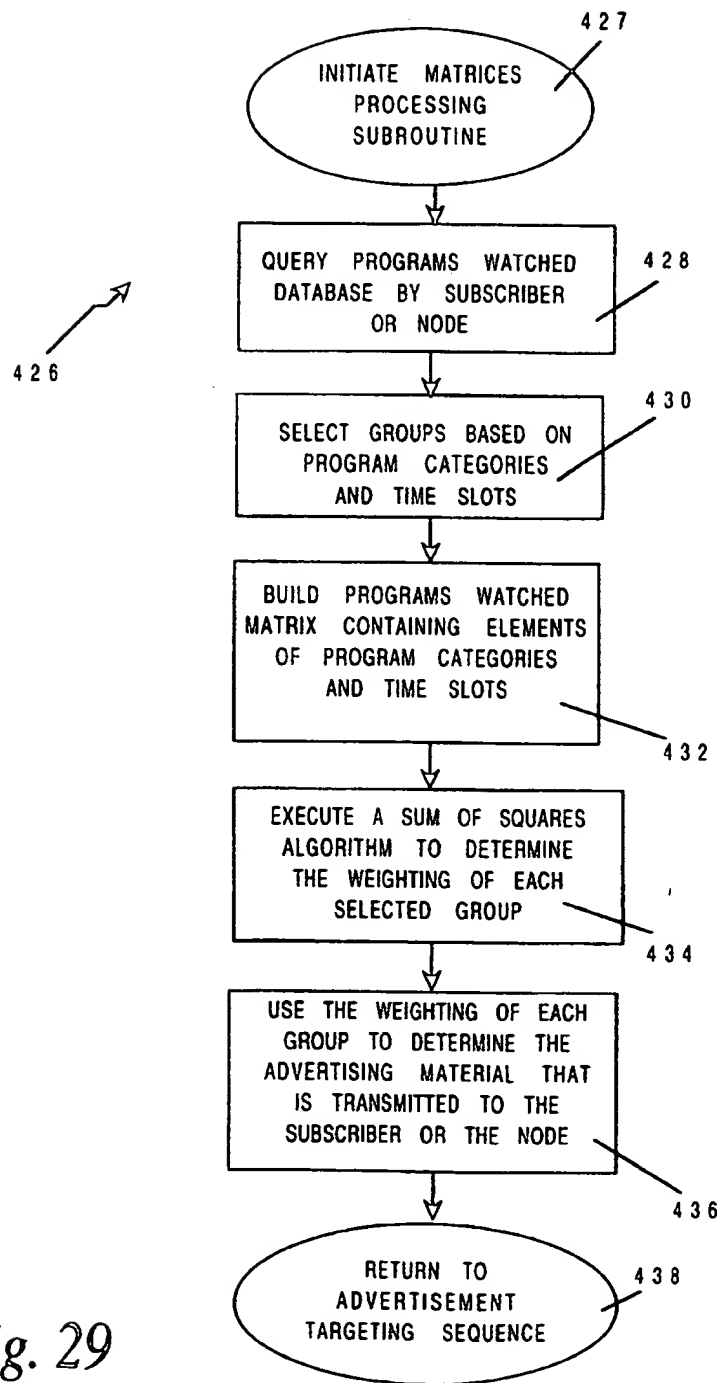 427
INITIATE MATRICES
PROCESSING
SUBROUTINE
QUERY PROGRAMS WATCHED
DATABASE BY SUBSCRIBER
OR NODE
428
426
430
SELECT GROUPS BASED ON
PROGRAM CATEGORIES
AND TIME SLOTS
BUILD PROGRAMS WATCHED
MATRIX CONTAINING ELEMENTS
OF PROGRAM CATEGORIES
AND TIME SLOTS
432
EXECUTE A SUM OF SQUARES
ALGORITHM TO DETERMINE
THE WEIGHTING OF EACH
SELECTED GROUP
434
USE THE WEIGHTING OF EACH
GROUP TO DETERMINE THE
ADVERTISING MATERIAL THAT
IS TRANSMITTED TO THE
SUBSCRIBER OR THE NODE
436
RETURN TO
ADVERTISEMENT
TARGETING SEQUENCE
438
g. 29